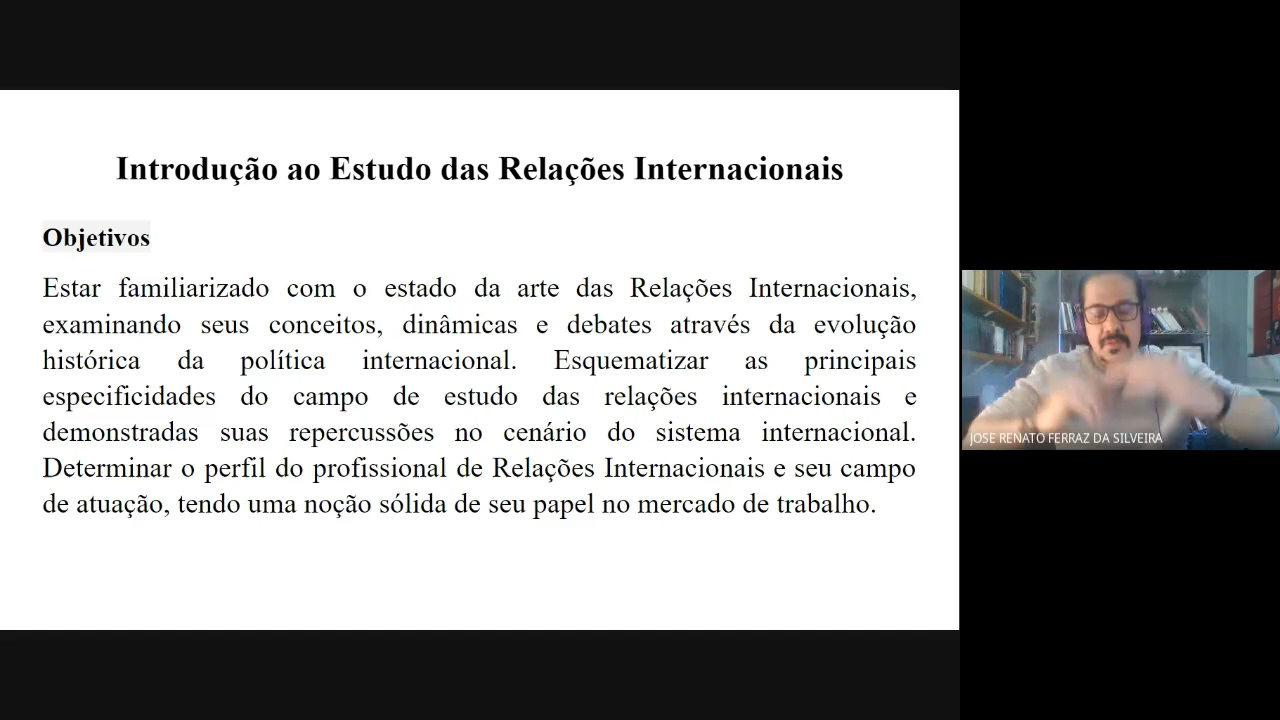 Introdução ao Estudo das Relações Internacionais
Objetivos
Estar familiarizado com o estado da arte das Relações Internacionais,
examinando seus conceitos, dinâmicas e debates através da evolução
histórica da política internacional. Esquematizar as principais
especificidades do campo de estudo das relações internacionais e
demonstradas suas repercussões no cenário do sistema internacional.
Determinar o perfil do profissional de Relações Internacionais e seu campo
de atuação, tendo uma noção sólida de seu papel no mercado de trabalho.
JOSE RENATO FERRAZ DA SILVEIRA